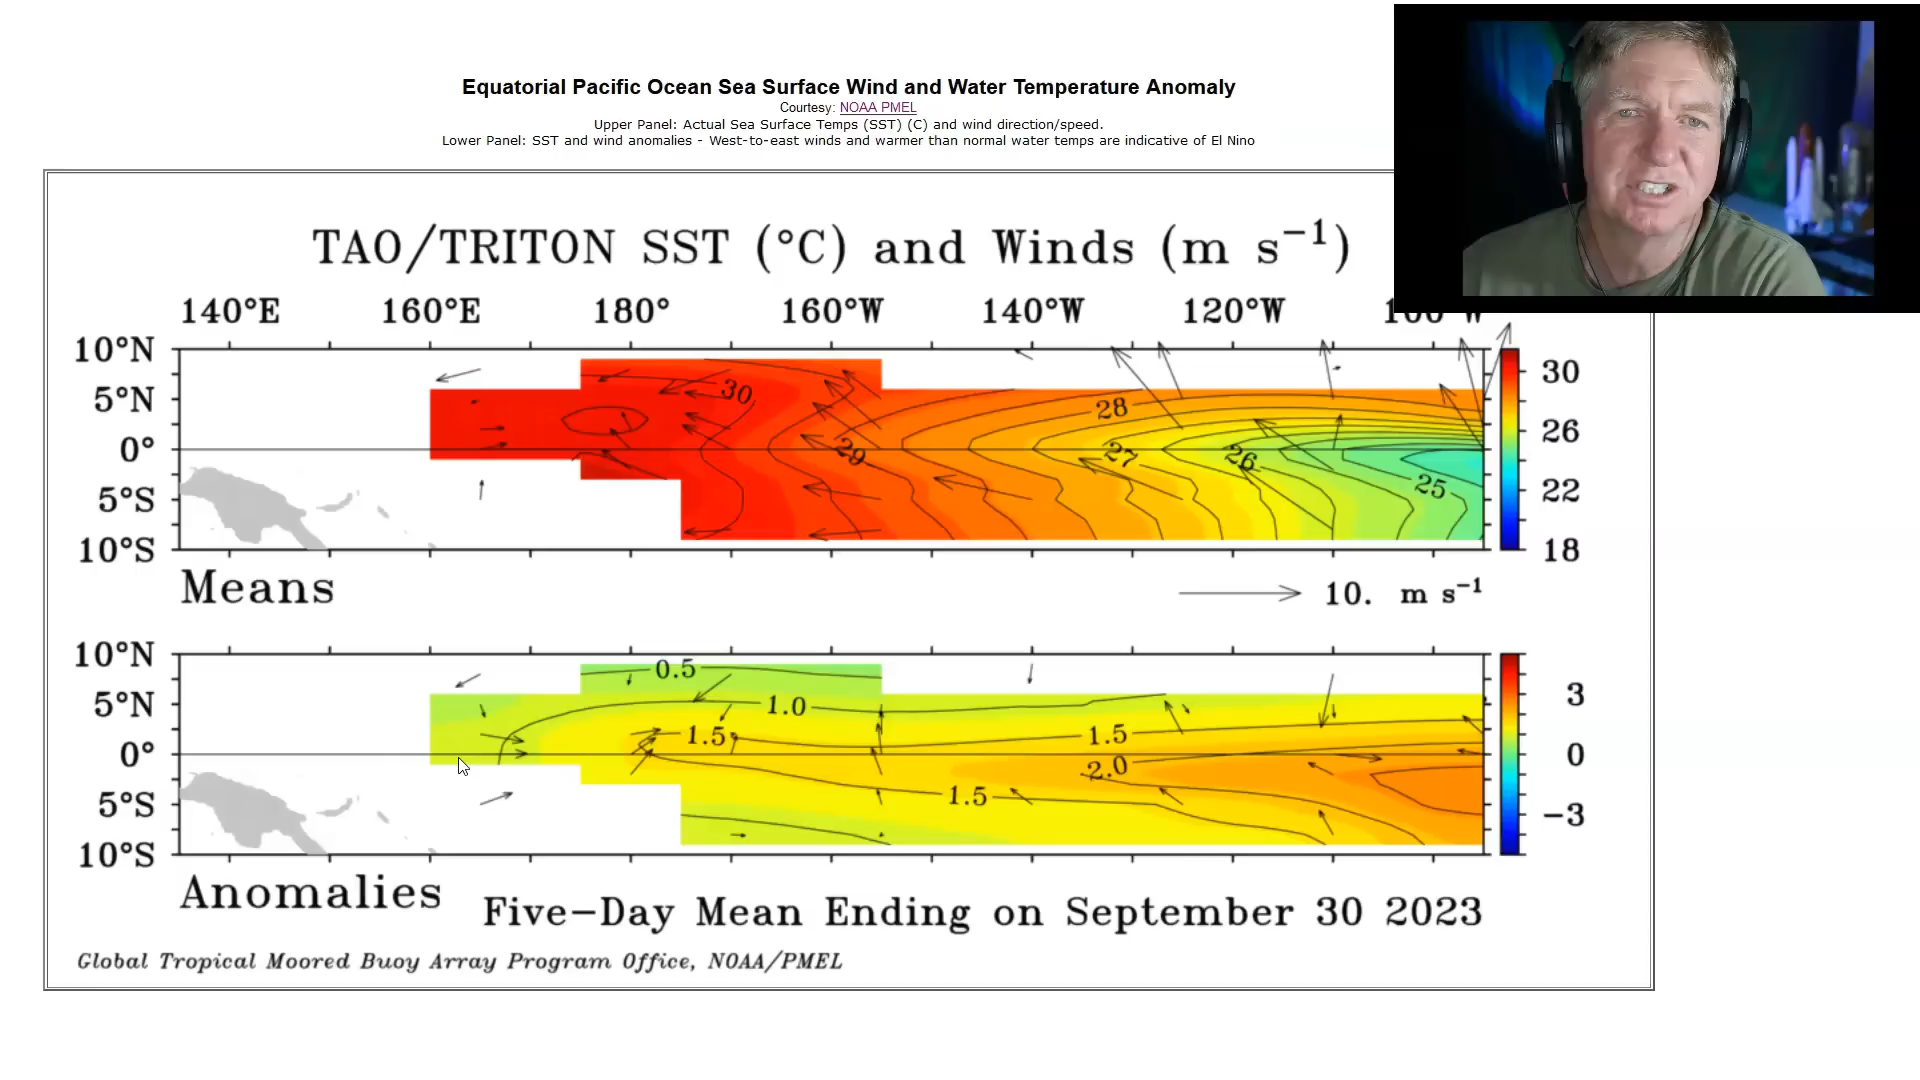 Equatorial Pacific Ocean Sea Surface Wind and Water Temperature Anomaly
Courtesy: NOAA PMEL
Upper Panel: Actual Sea Surface Temps (SST) (C) and wind direction/speed.
Lower Panel: SST and wind anomalies - West-to-east winds and warmer than normal water temps are indicative of El Nino
TAO/TRITON SST (°C) and Winds (m s⁻¹)
140°E 160°E 180° 160°W 140°W 120°W 100°W
10°N
5°N
0°
5°S
10°S
30
29
28
27
26
25
30
26
22
18
Means
10. m s⁻¹
10°N
5°N
0°
5°S
10°S
0.5
1.0
1.5
1.5
2.0
1.5
3
0
−3
Anomalies
Five−Day Mean Ending on September 30 2023
Global Tropical Moored Buoy Array Program Office, NOAA/PMEL